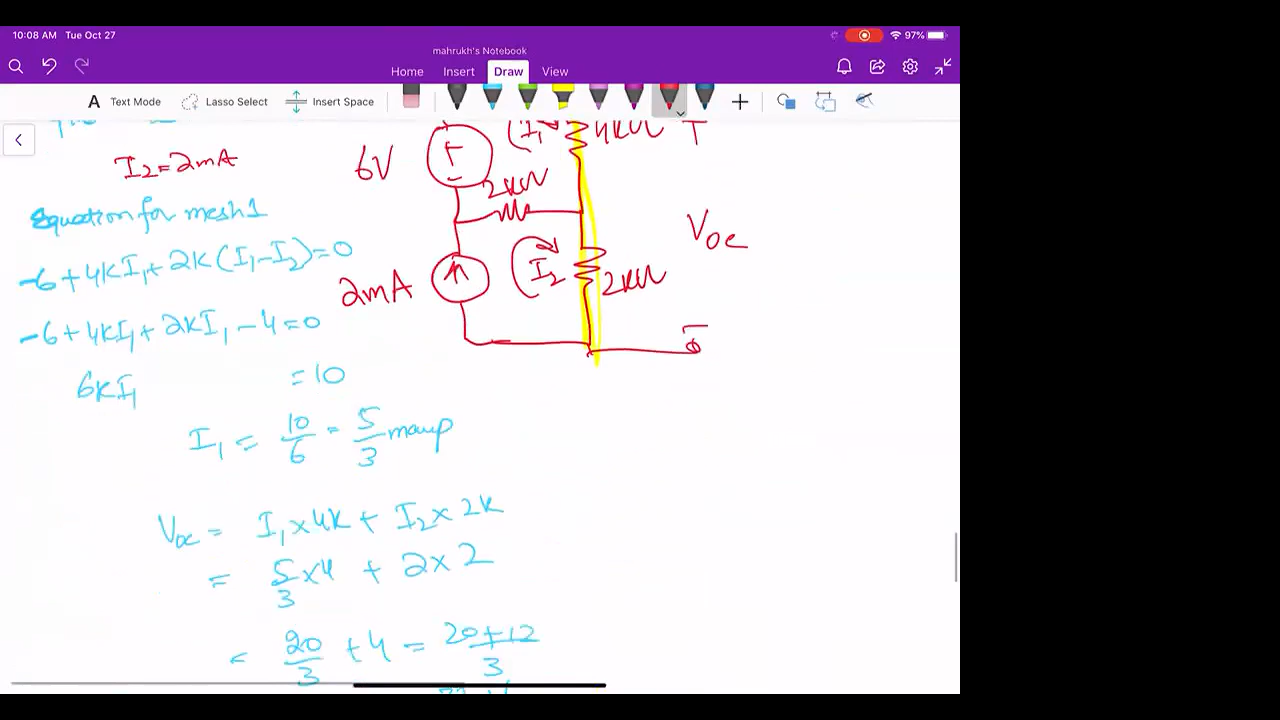 10:08 AM Tue Oct 27
97%
mahrukh's Notebook
Home Insert Draw View
Text Mode Lasso Select Insert Space
I2=2mA
Equation for mesh1
-6+4kI1+2k(I1-I2)=0
-6+4kI1+2kI1-4=0
6kI1 =10
I1 = 10/6 = 5/3 mamp
Voc = I1×4k + I2×2k
= 5/3×4 + 2×2
= 20/3 + 4 = 20+12/3
I1
4kΩ
6V
+
-
2kΩ
Voc
2mA
I2
2kΩ
-